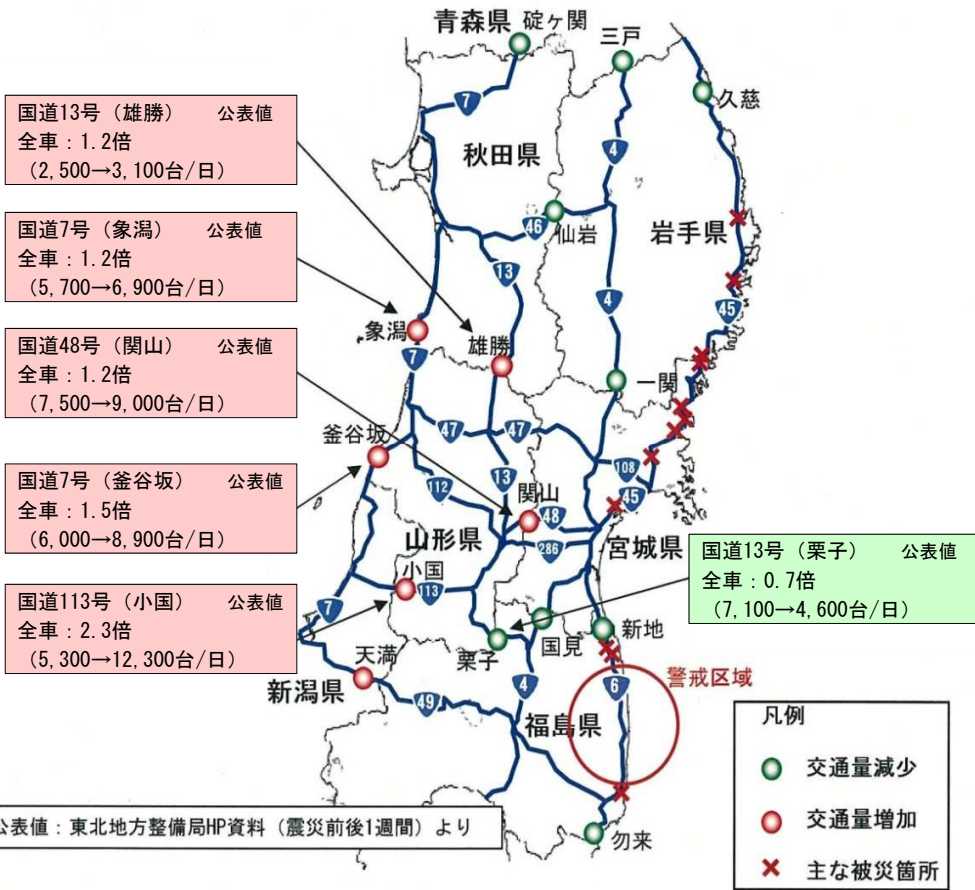 青森県 碇ヶ関
三戸
久慈
7
4
国道13号（雄勝） 公表値
全車：1.2倍
（2,500→3,100台/日）
秋田県
46
仙岩
岩手県
国道7号（象潟） 公表値
全車：1.2倍
（5,700→6,900台/日）
13
4
45
象潟
7
雄勝
一関
国道48号（関山） 公表値
全車：1.2倍
（7,500→9,000台/日）
釜谷坂
47
47
13
108
112
関山
48
45
国道7号（釜谷坂） 公表値
全車：1.5倍
（6,000→8,900台/日）
山形県
286
宮城県
小国
113
国道13号（栗子） 公表値
全車：0.7倍
（7,100→4,600台/日）
国道113号（小国） 公表値
全車：2.3倍
（5,300→12,300台/日）
7
栗子
国見
新地
天満
新潟県
49
4
6
警戒区域
福島県
凡例
交通量減少
交通量増加
主な被災箇所
公表値：東北地方整備局HP資料（震災前後1週間）より
勿来